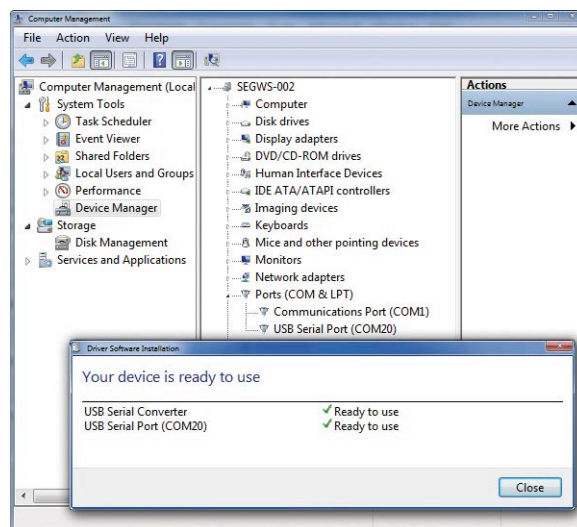 Computer Management
File Action View Help
Computer Management (Local
System Tools
Task Scheduler
Event Viewer
Shared Folders
Local Users and Groups
Performance
Device Manager
Storage
Disk Management
Services and Applications
SEGWS-002
Computer
Disk drives
Display adapters
DVD/CD-ROM drives
Human Interface Devices
IDE ATA/ATAPI controllers
Imaging devices
Keyboards
Mice and other pointing devices
Monitors
Network adapters
Ports (COM & LPT)
Communications Port (COM1)
USB Serial Port (COM20)
Actions
Device Manager
More Actions
Driver Software Installation
Your device is ready to use
USB Serial Converter Ready to use
USB Serial Port (COM20) Ready to use
Close